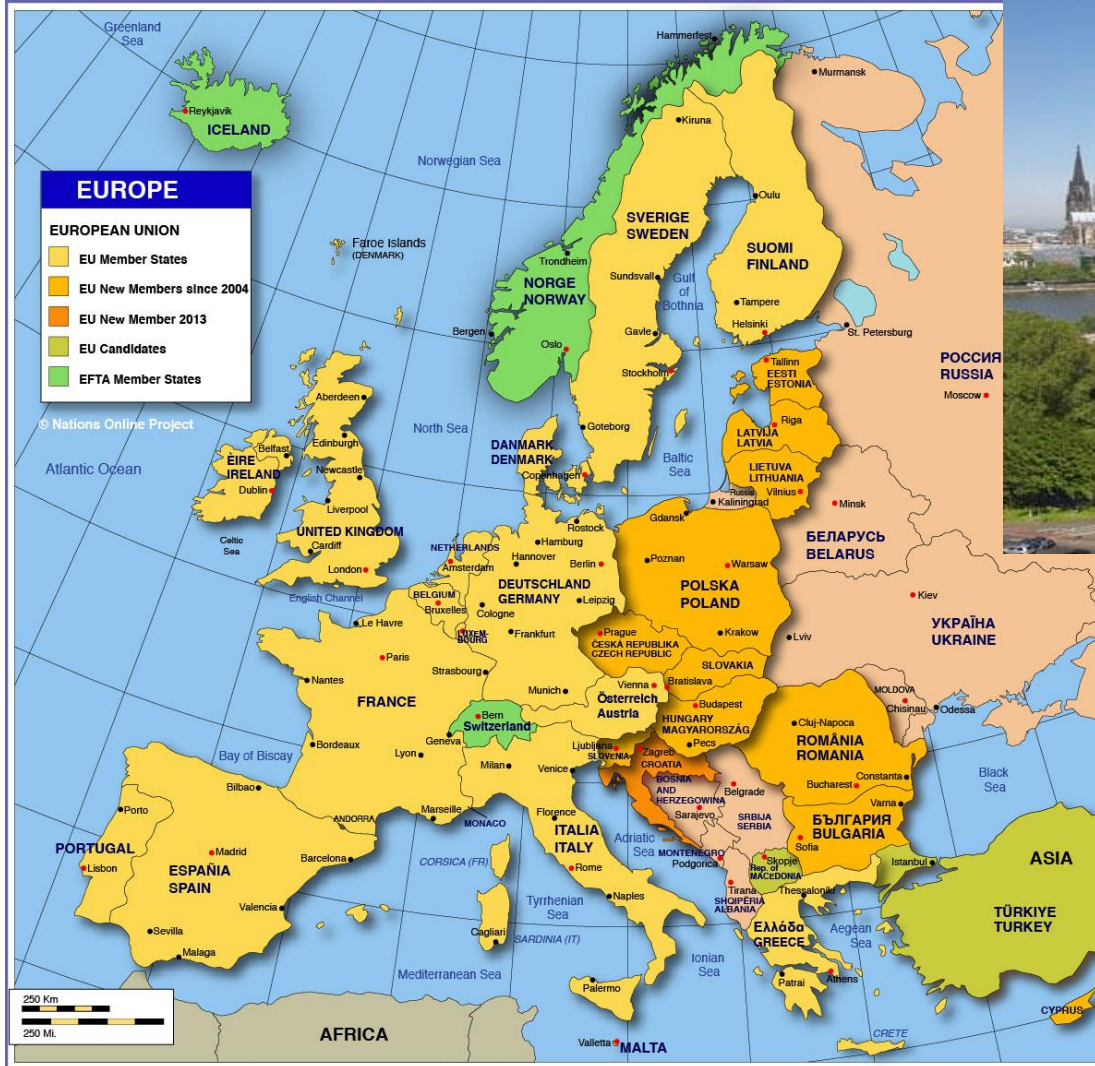 Greenland
Sea
Hammerfest
Murmansk
Reykjavik
ICELAND
Kiruna
Norwegian Sea
EUROPE
EUROPEAN UNION
EU Member States
EU New Members since 2004
EU New Member 2013
EU Candidates
EFTA Member States
© Nations Online Project
Oulu
SVERIGE
SWEDEN
SUOMI
FINLAND
Faroe Islands
(DENMARK)
Trondheim
NORGE
NORWAY
Sundsvall
Gulf
of
Bothnia
Tampere
Bergen
Oslo
Gavle
Helsinki
St. Petersburg
Stockholm
Tallinn
EESTI
ESTONIA
РОССИЯ
RUSSIA
Moscow
Aberdeen
North Sea
Goteborg
Riga
LATVIJA
LATVIA
Edinburgh
DANMARK
DENMARK
Baltic
Sea
Atlantic Ocean
Belfast
ÈIRE
IRELAND
Newcastle
Copenhagen
LIETUVA
LITHUANIA
Vilnius
Dublin
Liverpool
Russia
Kaliningrad
Minsk
Gdansk
Rostock
UNITED KINGDOM
Celtic
Sea
Cardiff
Hamburg
БЕЛАРУСЬ
BELARUS
NETHERLANDS
Amsterdam
Hannover
Berlin
Poznan
Warsaw
London
DEUTSCHLAND
GERMANY
POLSKA
POLAND
English Channel
BELGIUM
Bruxelles
Cologne
Leipzig
Kiev
Le Havre
LUXEM-
BOURG
Frankfurt
Prague
Krakow
Lviv
УКРАЇНА
UKRAINE
ČESKÁ REPUBLIKA
CZECH REPUBLIC
Paris
Strasbourg
SLOVAKIA
Nantes
Munich
Vienna
Bratislava
FRANCE
Österreich
Austria
Budapest
MOLDOVA
Chisinau
Odessa
Bern
Switzerland
HUNGARY
MAGYARORSZÁG
Cluj-Napoca
Geneva
Bay of Biscay
Bordeaux
Lyon
Milan
Venice
Ljubljana
SLOVENIA
Zagreb
CROATIA
Pecs
ROMÂNIA
ROMANIA
Bilbao
BOSNIA
AND
HERZEGOWINA
Belgrade
Bucharest
Constanta
Black
Sea
Porto
Marseille
Florence
Sarajevo
SRBIJA
SERBIA
Varna
ANDORRA
MONACO
ITALIA
ITALY
Adriatic
Sea
БЪЛГАРИЯ
BULGARIA
PORTUGAL
Lisbon
Madrid
Barcelona
CORSICA (FR)
MONTENEGRO
Podgorica
Sofia
ESPAÑIA
SPAIN
Rome
Skopje
Rep. of
MACEDONIA
Istanbul
ASIA
Valencia
Naples
Tirana
SHQIPËRIA
ALBANIA
Thessaloniki
Tyrrhenian
Sea
TÜRKIYE
TURKEY
Sevilla
Cagliari
SARDINIA (IT)
Ελλάδα
GREECE
Aegean
Sea
Malaga
Ionian
Sea
Mediterranean Sea
Palermo
Patrai
Athens
250 Km
250 Mi.
AFRICA
CYPRUS
CRETE
Valletta
MALTA